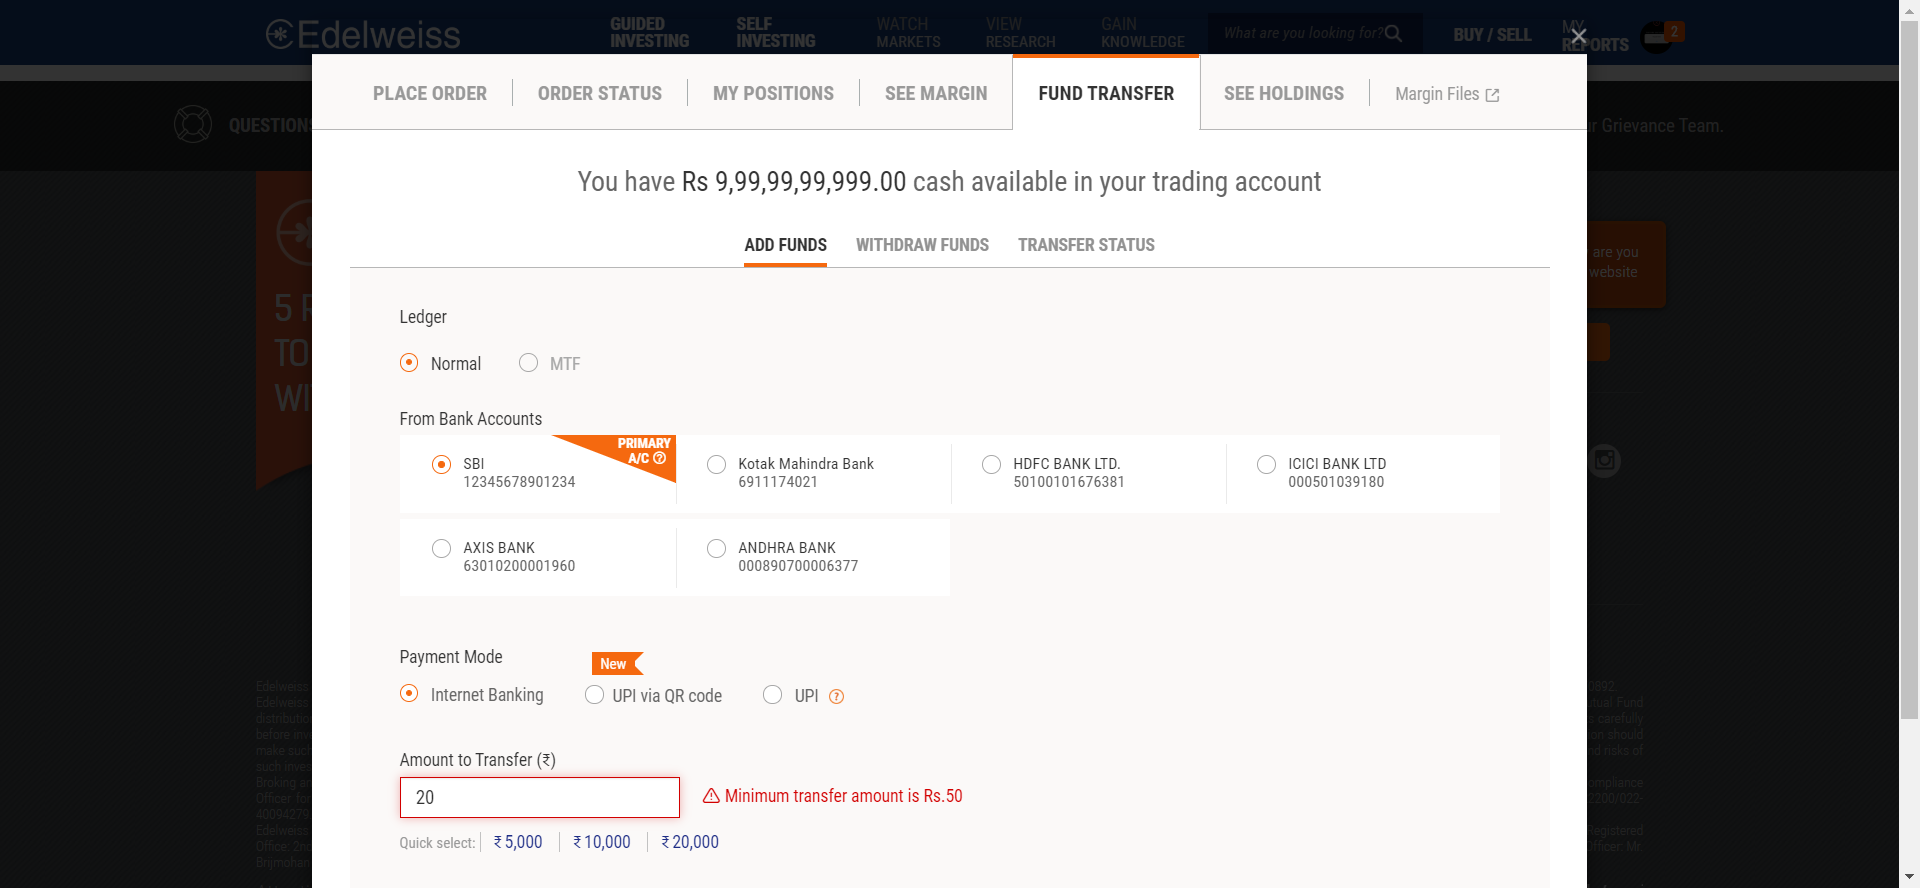 Edelweiss
GUIDED INVESTING
SELF INVESTING
WATCH MARKETS
VIEW RESEARCH
GAIN KNOWLEDGE
What are you looking for?
BUY / SELL
MY REPORTS
2
PLACE ORDER
ORDER STATUS
MY POSITIONS
SEE MARGIN
FUND TRANSFER
SEE HOLDINGS
Margin Files
QUESTIONS
Grievance Team.
You have Rs 9,99,99,99,999.00 cash available in your trading account
ADD FUNDS
WITHDRAW FUNDS
TRANSFER STATUS
are you
website
5
TO
Ledger
Normal
MTF
From Bank Accounts
PRIMARY
A/C
SBI
12345678901234
Kotak Mahindra Bank
6911174021
HDFC BANK LTD.
50100101676381
ICICI BANK LTD
000501039180
AXIS BANK
63010200001960
ANDHRA BANK
000890700006377
Payment Mode
New
Internet Banking
UPI via QR code
UPI
Amount to Transfer (₹)
20
Minimum transfer amount is Rs.50
Quick select:
₹ 5,000
₹ 10,000
₹ 20,000